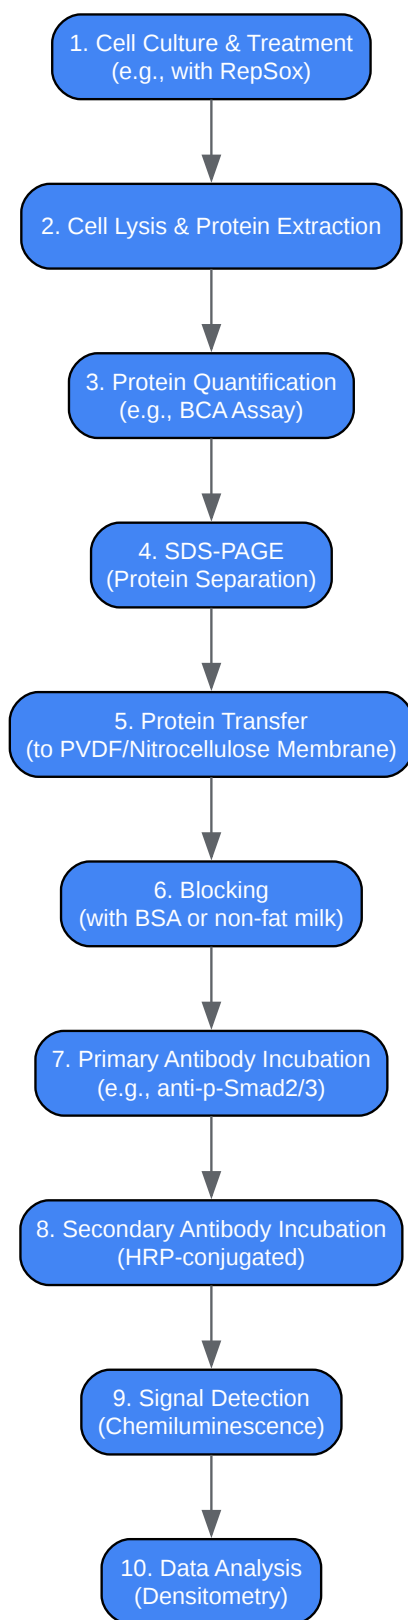 1. Cell Culture & Treatment
(e.g., with RepSox)
2. Cell Lysis & Protein Extraction
3. Protein Quantification
(e.g., BCA Assay)
4. SDS-PAGE
(Protein Separation)
5. Protein Transfer
(to PVDF/Nitrocellulose Membrane)
6. Blocking
(with BSA or non-fat milk)
7. Primary Antibody Incubation
(e.g., anti-p-Smad2/3)
8. Secondary Antibody Incubation
(HRP-conjugated)
9. Signal Detection
(Chemiluminescence)
10. Data Analysis
(Densitometry)